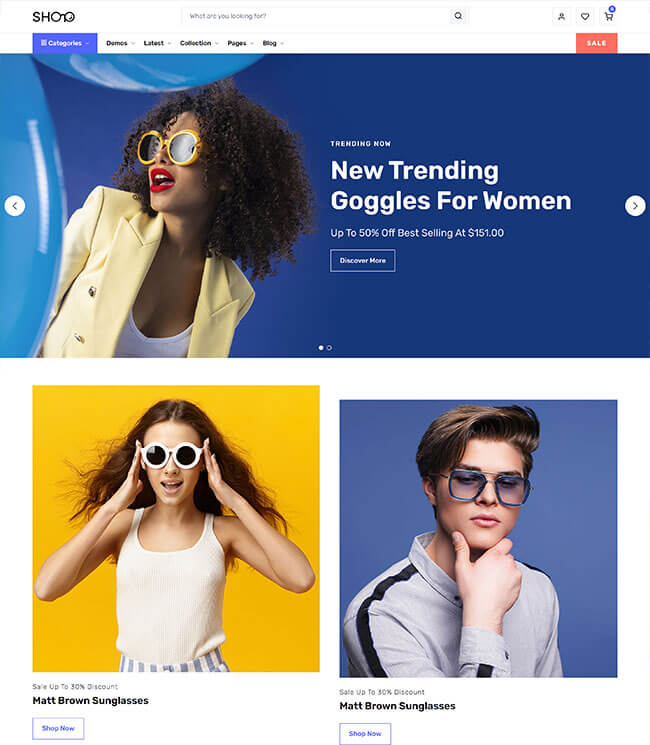 SHOP
What are you looking for?
6
Categories
Demos
Latest
Collection
Pages
Blog
SALE
TRENDING NOW
New Trending
Goggles For Women
Up To 50% Off Best Selling At $151.00
Discover More
Sale Up To 30% Discount
Matt Brown Sunglasses
Shop Now
Sale Up To 30% Discount
Matt Brown Sunglasses
Shop Now